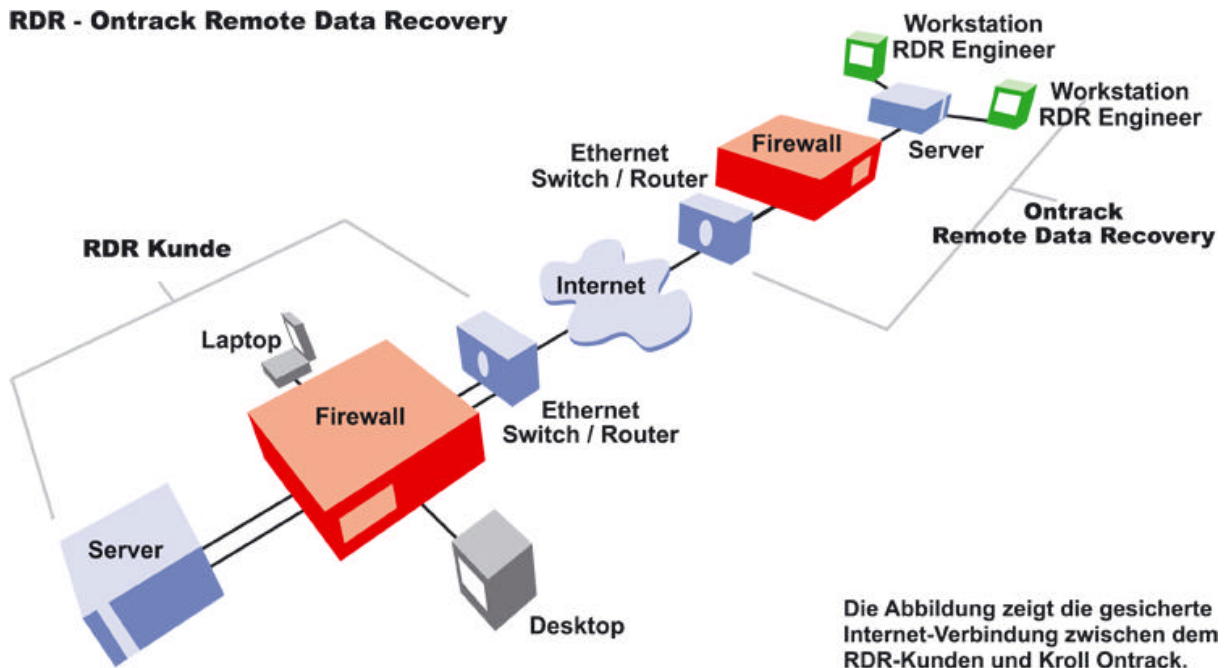 RDR - Ontrack Remote Data Recovery
Workstation
RDR Engineer
Workstation
RDR Engineer
Firewall
Server
Ethernet
Switch / Router
Ontrack
Remote Data Recovery
RDR Kunde
Internet
Laptop
Firewall
Ethernet
Switch / Router
Server
Desktop
Die Abbildung zeigt die gesicherte
Internet-Verbindung zwischen dem
RDR-Kunden und Kroll Ontrack.